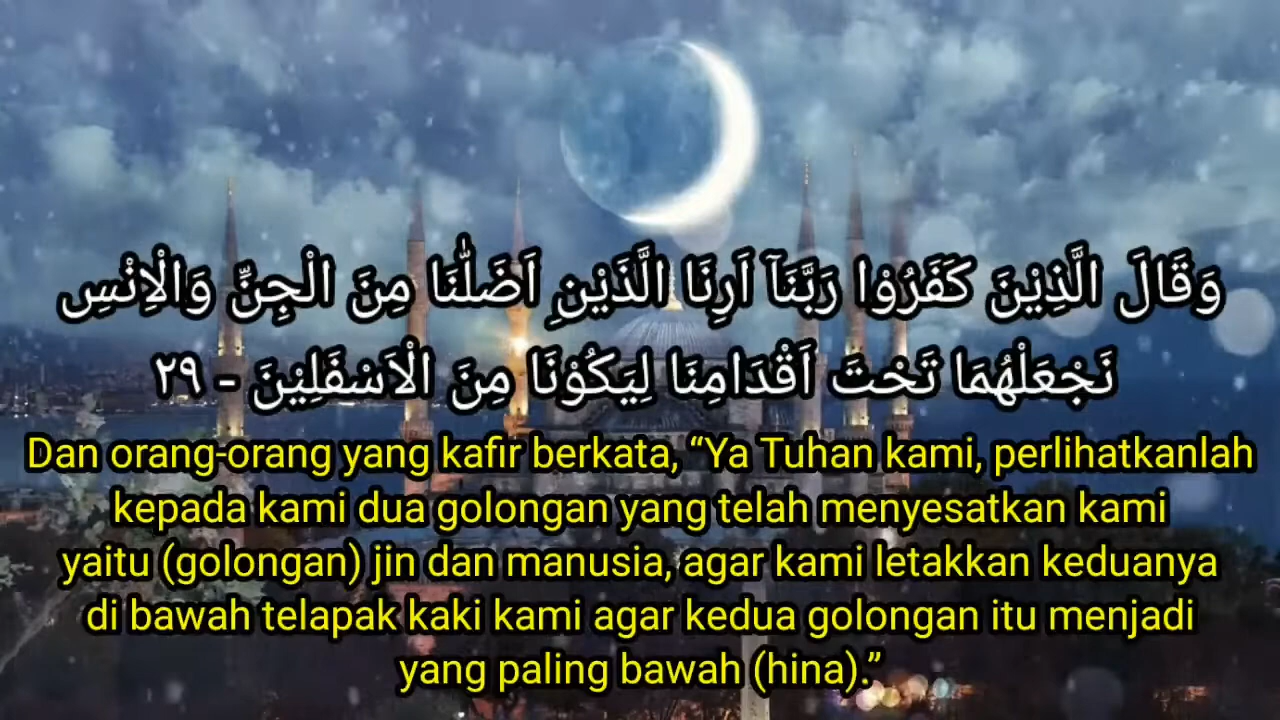 وَقَالَ الَّذِيْنَ كَفَرُوْا رَبَّنَآ اَرِنَا الَّذَيْنِ اَضَلّٰنَا مِنَ الْجِنِّ وَالْاِنْسِ
نَجْعَلْهُمَا تَحْتَ اَقْدَامِنَا لِيَكُوْنَا مِنَ الْاَسْفَلِيْنَ - ٢٩
Dan orang-orang yang kafir berkata, “Ya Tuhan kami, perlihatkanlah
kepada kami dua golongan yang telah menyesatkan kami
yaitu (golongan) jin dan manusia, agar kami letakkan keduanya
di bawah telapak kaki kami agar kedua golongan itu menjadi
yang paling bawah (hina).”